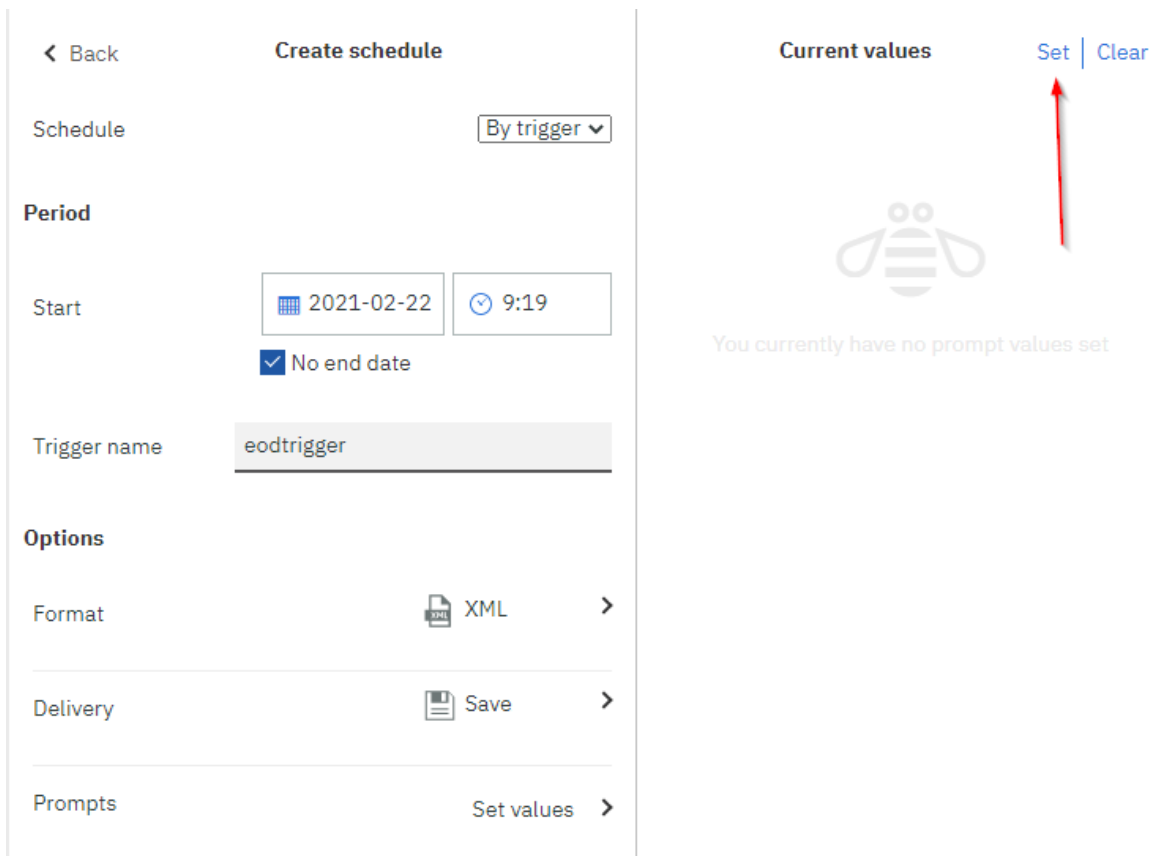 Back
Create schedule
Schedule
By trigger
Period
Start
2021-02-22
9:19
No end date
Trigger name
eodtrigger
Options
Format
XML
XML
Delivery
Save
Prompts
Set values
Current values
Set
Clear
You currently have no prompt values set